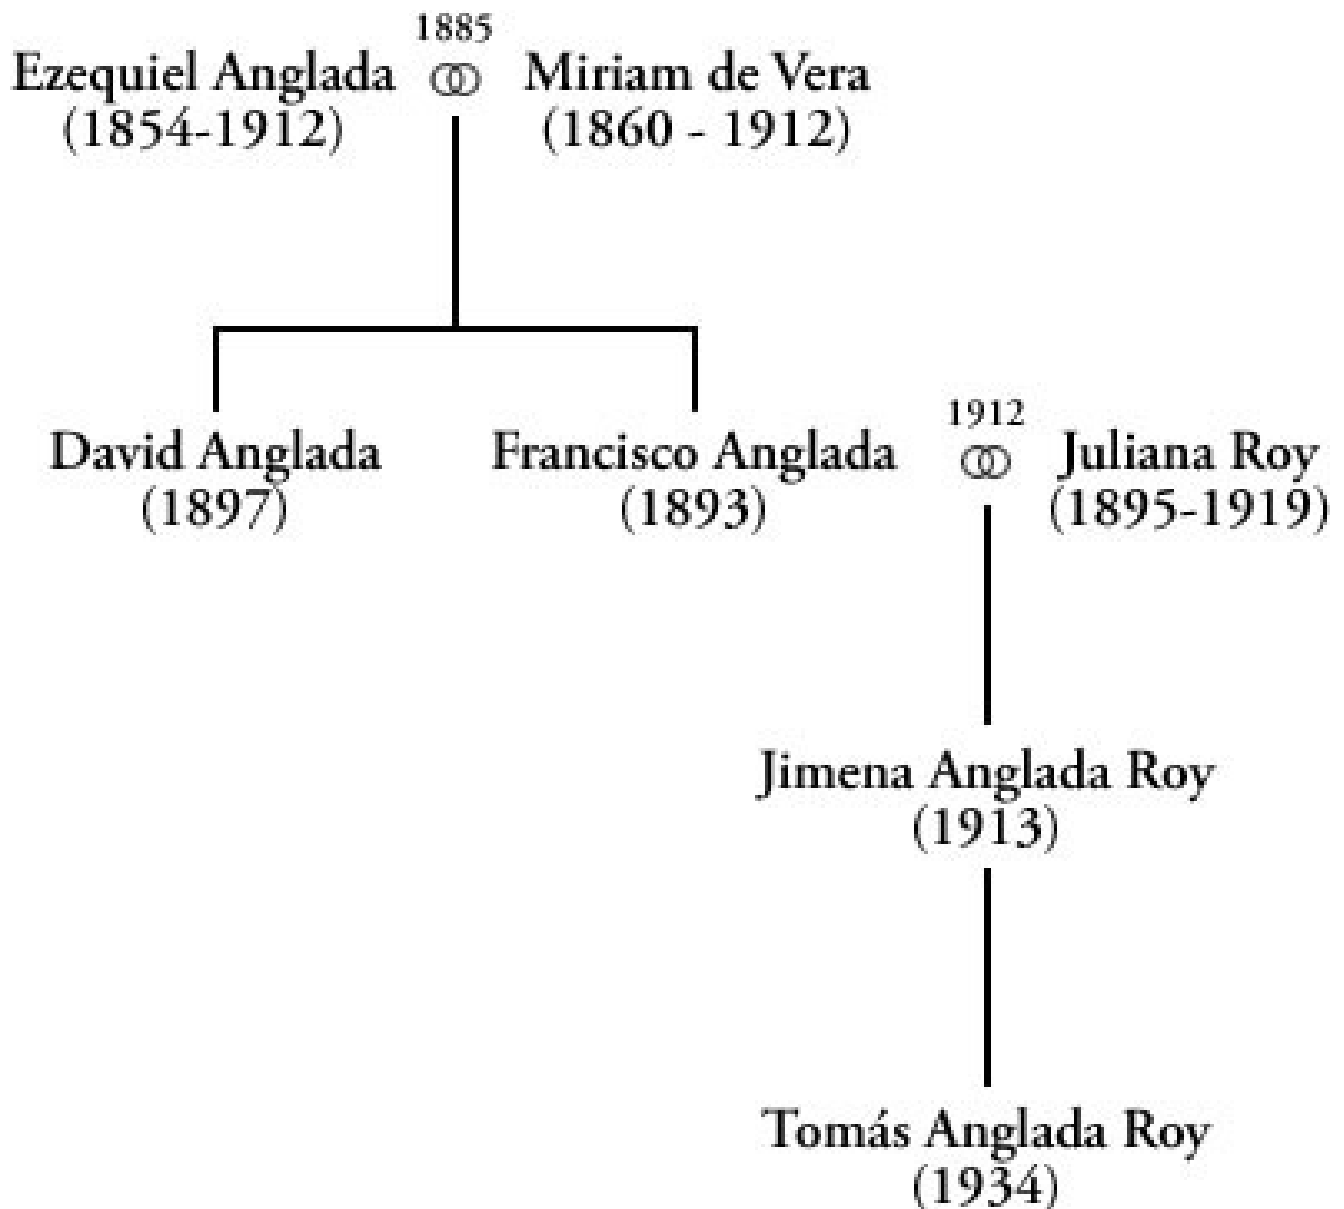 1885
Ezequiel Anglada Miriam de Vera
(1854-1912) (1860 - 1912)
1912
David Anglada Francisco Anglada Juliana Roy
(1897) (1893) (1895-1919)
Jimena Anglada Roy
(1913)
Tomás Anglada Roy
(1934)